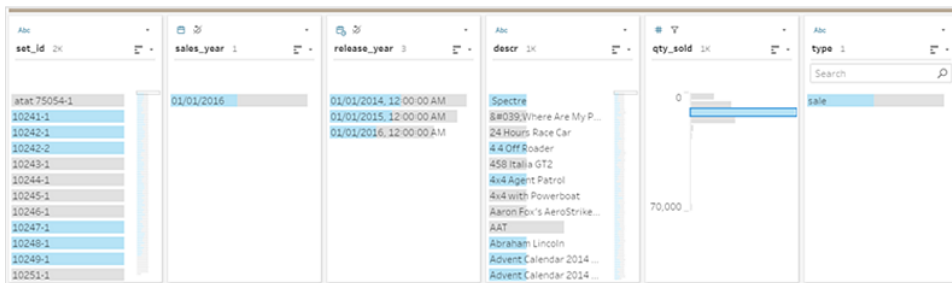 Abc
set_id 2K
atat 75054-1
10241-1
10242-1
10242-2
10243-1
10244-1
10245-1
10246-1
10247-1
10248-1
10249-1
10251-1
sales_year 1
01/01/2016
release_year 3
01/01/2014, 12:00:00 AM
01/01/2015, 12:00:00 AM
01/01/2016, 12:00:00 AM
Abc
descr 1K
Spectre
&#039,Where Are My P...
24 Hours Race Car
4 4 Off Roader
458 Italia GT2
4x4 Agent Patrol
4x4 with Powerboat
Aaron Fox's AeroStrike...
AAT
Abraham Lincoln
Advent Calendar 2014 ...
Advent Calendar 2014 ...
#
qty_sold 1K
0
70,000
Abc
type 1
Search
sale